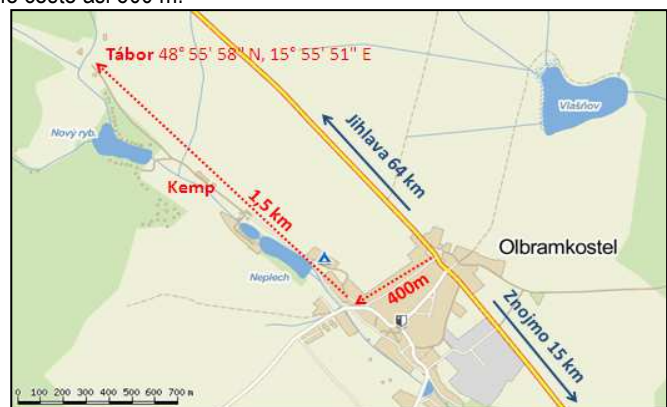 Tábor 48° 55' 58" N, 15° 55' 51" E
Vlašňov
Jihlava 64 km
Nový ryb.
Kemp
1,5 km
Olbramkostel
Neplech
400m
Znojmo 15 km
0 100 200 300 400 500 600 700 m